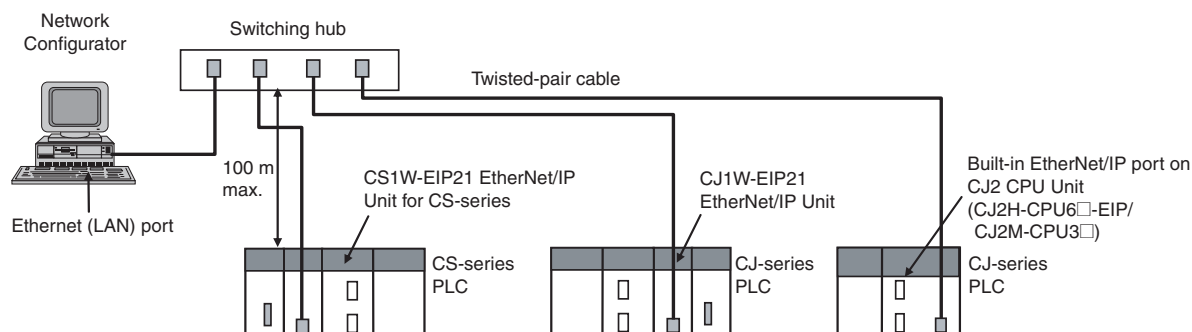 Network
Configurator
Switching hub
Twisted-pair cable
100 m
max.
Ethernet (LAN) port
CS1W-EIP21 EtherNet/IP
Unit for CS-series
CJ1W-EIP21
EtherNet/IP Unit
Built-in EtherNet/IP port on
CJ2 CPU Unit
(CJ2H-CPU6□-EIP/
CJ2M-CPU3□)
CS-series
PLC
CJ-series
PLC
CJ-series
PLC